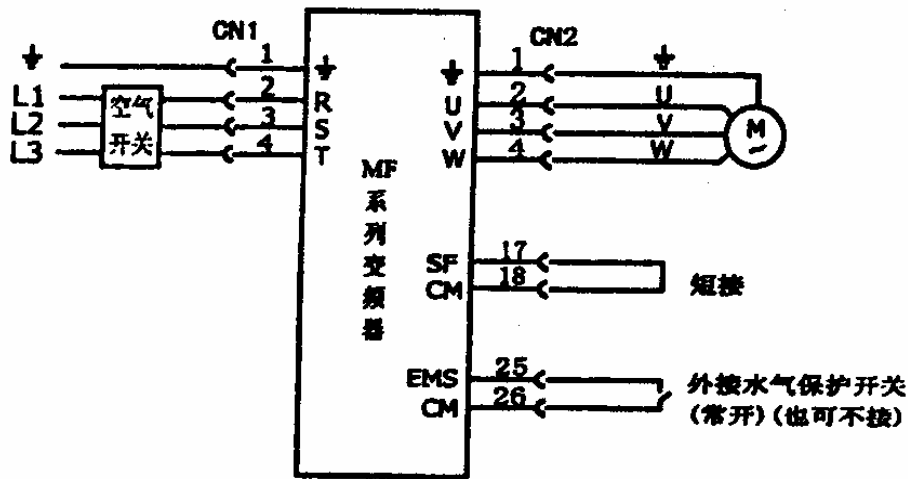 CN1
CN2
1
1
L1
空气
2
R
U
2
U
L2
3
S
V
3
V
M
L3
开关
4
T
W
4
W
MF
系
列
变
频
器
SF
17
CM
18
短接
EMS
25
外接水气保护开关
CM
26
(常开)(也可不接)